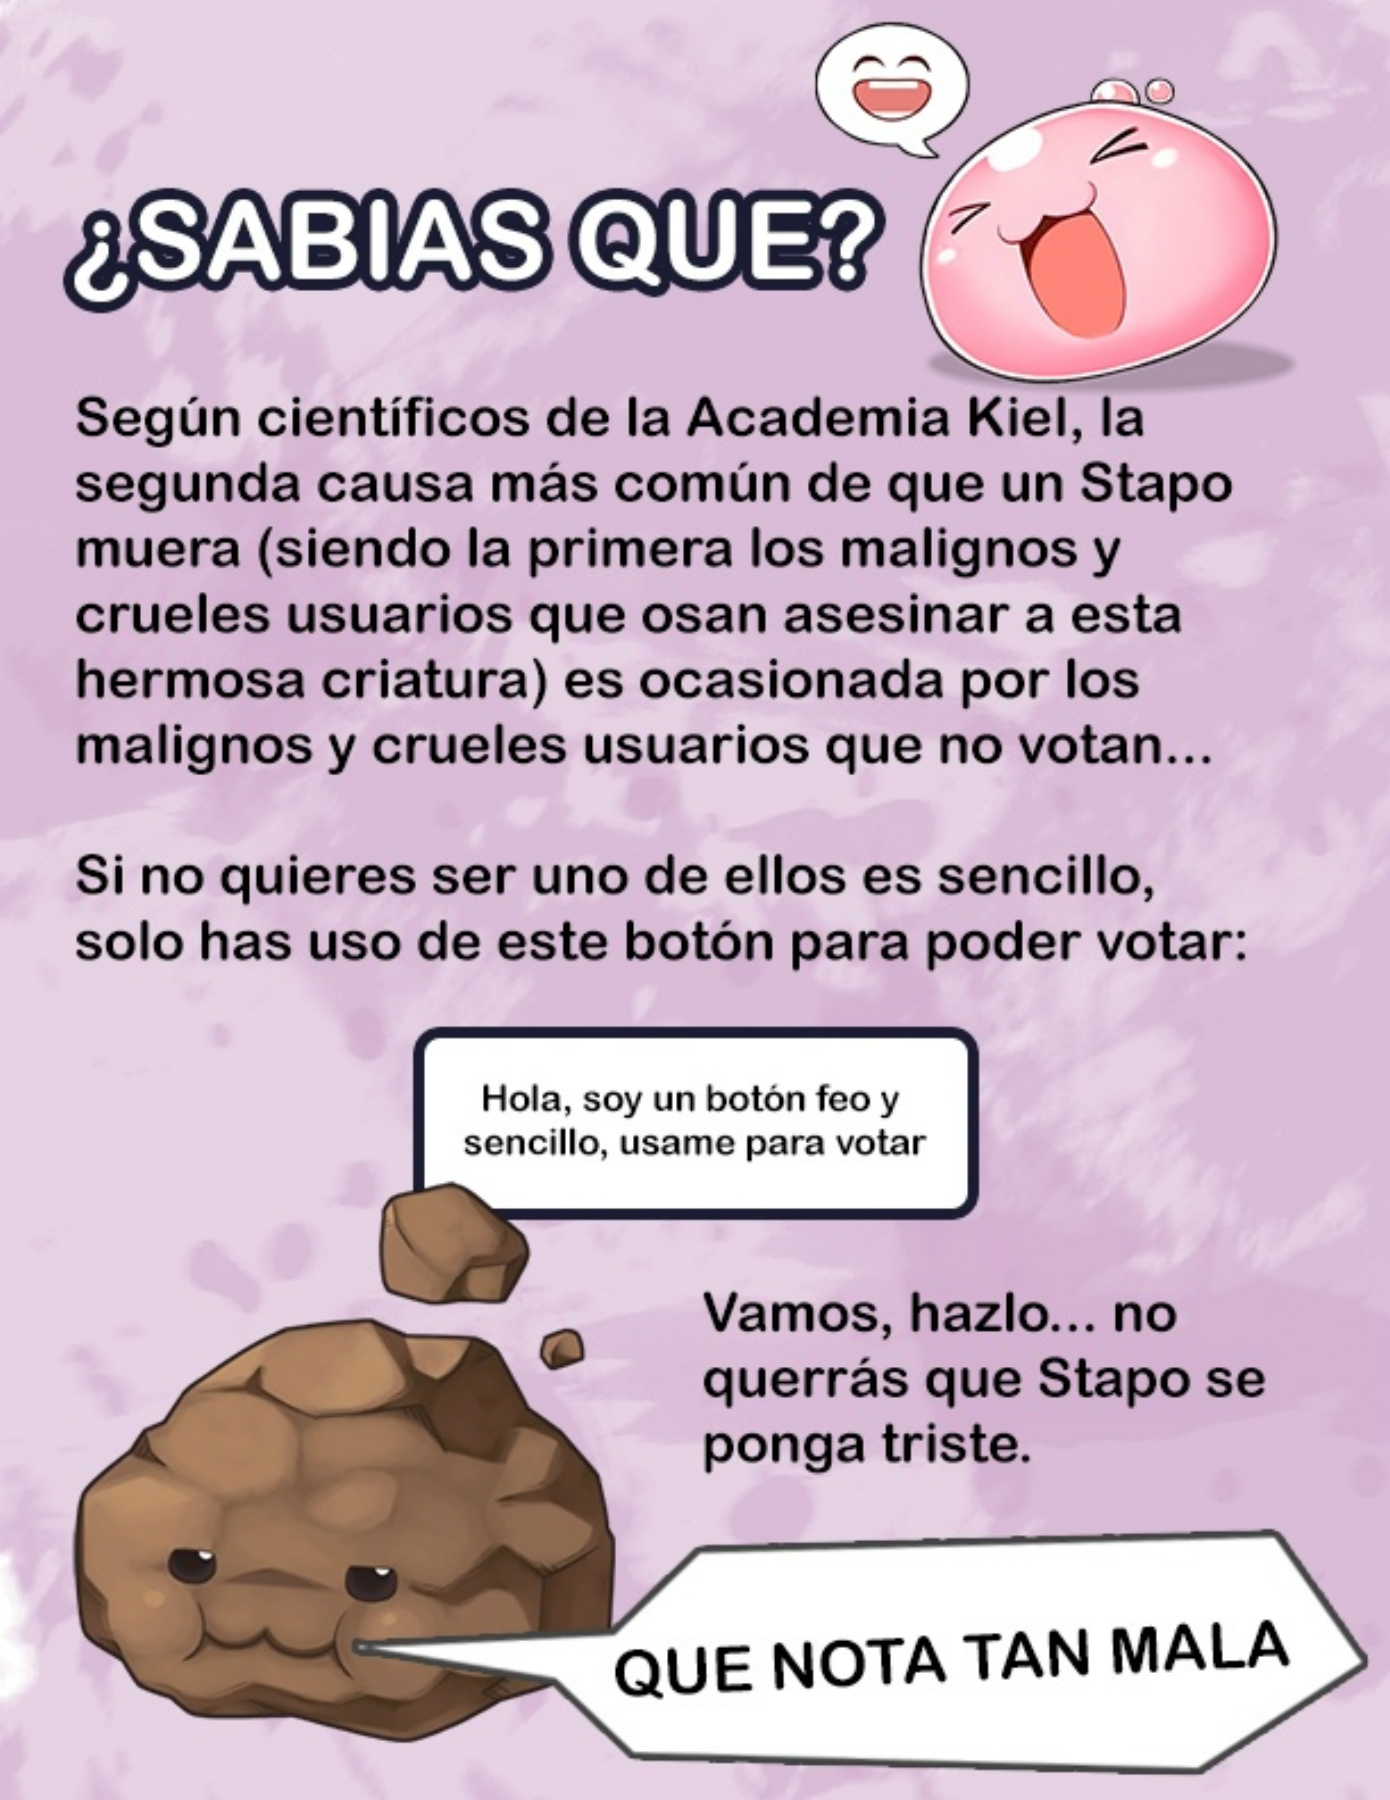 ¿SABIAS QUE?
Según científicos de la Academia Kiel, la
segunda causa más común de que un Stapo
muera (siendo la primera los malignos y
crueles usuarios que osan asesinar a esta
hermosa criatura) es ocasionada por los
malignos y crueles usuarios que no votan...
Si no quieres ser uno de ellos es sencillo,
solo has uso de este botón para poder votar:
Hola, soy un botón feo y
sencillo, usame para votar
Vamos, hazlo... no
querrás que Stapo se
ponga triste.
QUE NOTA TAN MALA